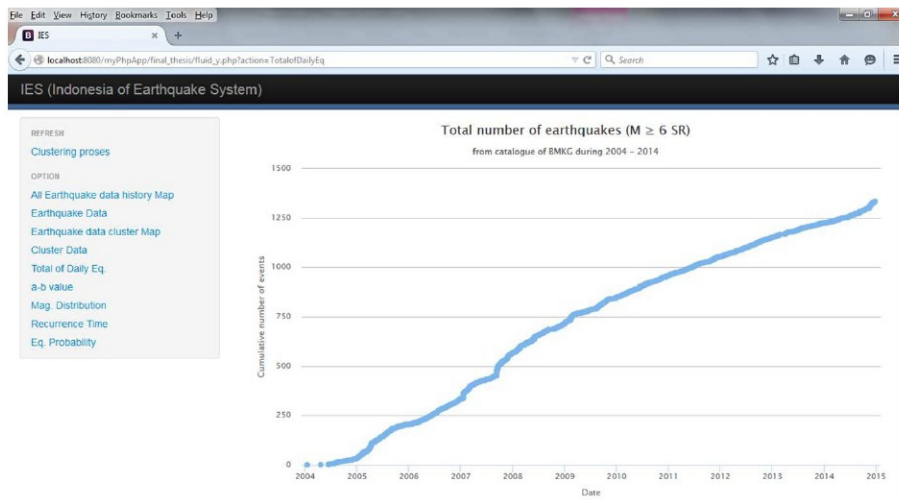 File Edit View History Bookmarks Tools Help
B IES × +
localhost:8080/myPhpApp/final_thesis/fluid_y.php?action=TotalofDailyEq
Search
IES (Indonesia of Earthquake System)
REFRESH
Clustering proses
OPTION
All Earthquake data history Map
Earthquake Data
Earthquake data cluster Map
Cluster Data
Total of Daily Eq.
a-b value
Mag. Distribution
Recurrence Time
Eq. Probability
Total number of earthquakes (M ≥ 6 SR)
from catalogue of BMKG during 2004 – 2014
Cumulative number of events
1500
1250
1000
750
500
250
0
2004 2005 2006 2007 2008 2009 2010 2011 2012 2013 2014 2015
Date